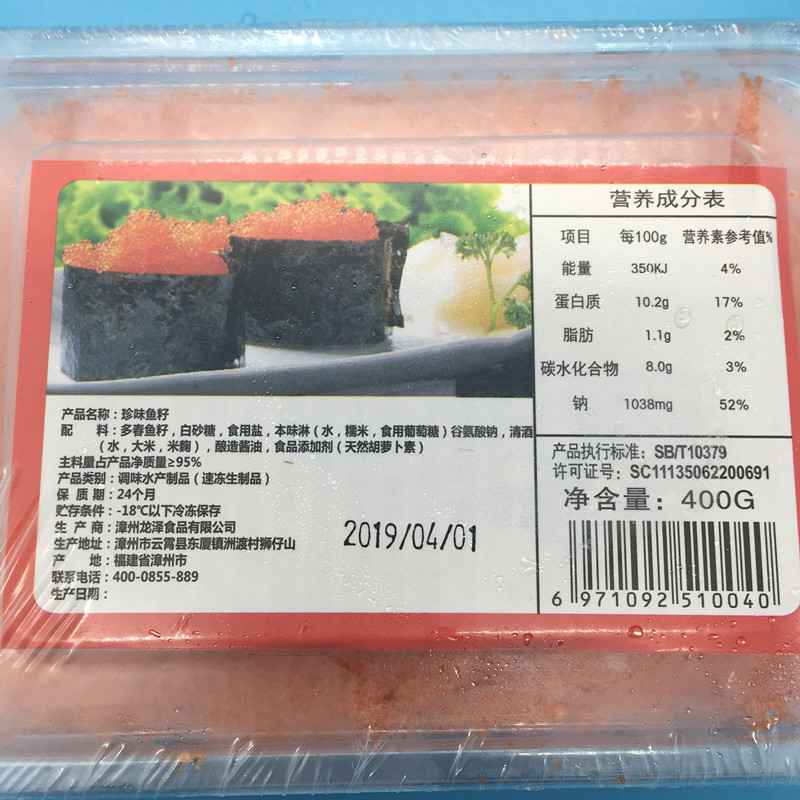 营养成分表
项目 每100g 营养素参考值%
能量 350KJ 4%
蛋白质 10.2g 17%
脂肪 1.1g 2%
碳水化合物 8.0g 3%
钠 1038mg 52%
产品执行标准：SB/T10379
许可证号：SC11135062200691
净含量：400G
6 971092 510040
产品名称：珍味鱼籽
配 料：多春鱼籽，白砂糖，食用盐，本味淋（水，糯米，食用葡萄糖）谷氨酸钠，清酒
（水，大米，米麴），酿造酱油，食品添加剂（天然胡萝卜素）
主料量占产品净质量≥95%
产品类别：调味水产制品（速冻生制品）
保 质 期：24个月
贮存条件：-18℃以下冷冻保存
生 产 商：漳州龙泽食品有限公司
生产地址：漳州市云霄县东厦镇洲渡村狮仔山
产 地：福建省漳州市
联系电话：400-0855-889
生产日期：
2019/04/01